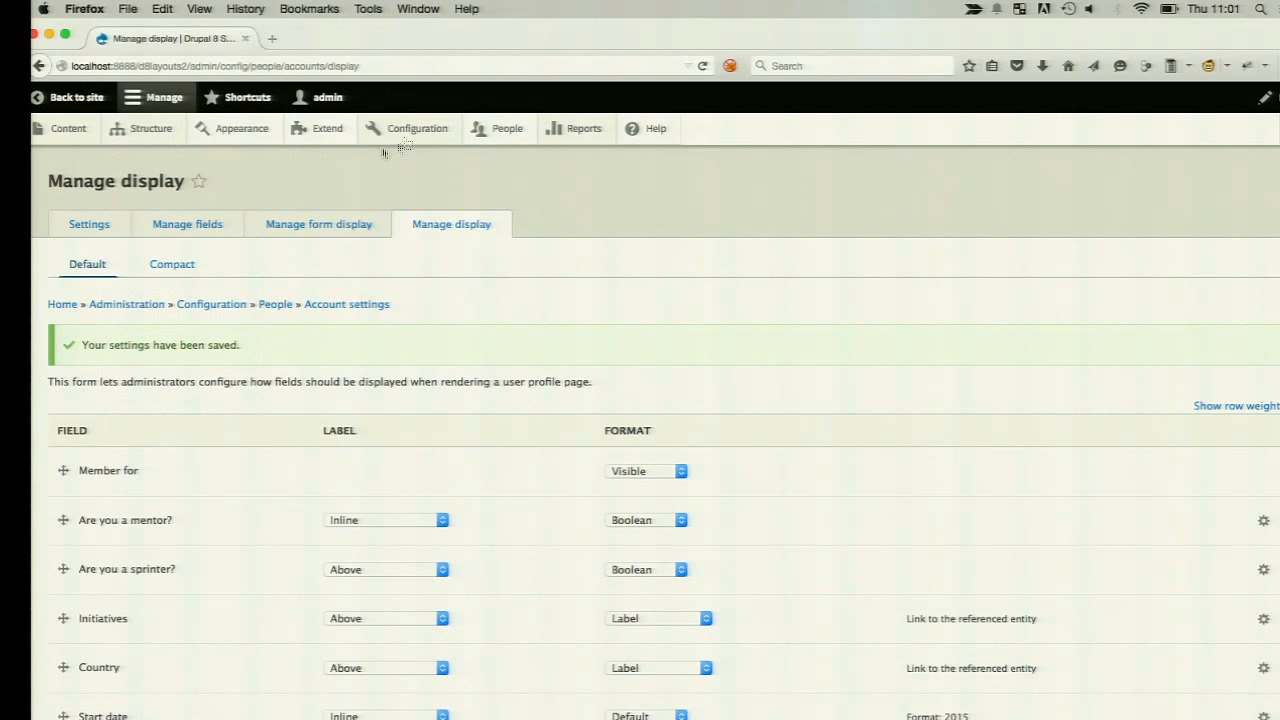 Firefox File Edit View History Bookmarks Tools Window Help Thu 11:01
Manage display | Drupal 8 S...
localhost:8888/d8layouts2/admin/config/people/accounts/display Search
Back to site Manage Shortcuts admin
Content Structure Appearance Extend Configuration People Reports Help
Manage display
Settings Manage fields Manage form display Manage display
Default Compact
Home » Administration » Configuration » People » Account settings
Your settings have been saved.
This form lets administrators configure how fields should be displayed when rendering a user profile page.
Show row weight
FIELD LABEL FORMAT
Member for Visible
Are you a mentor? Inline Boolean
Are you a sprinter? Above Boolean
Initiatives Above Label Link to the referenced entity
Country Above Label Link to the referenced entity
Start date Inline Default Format: 2015